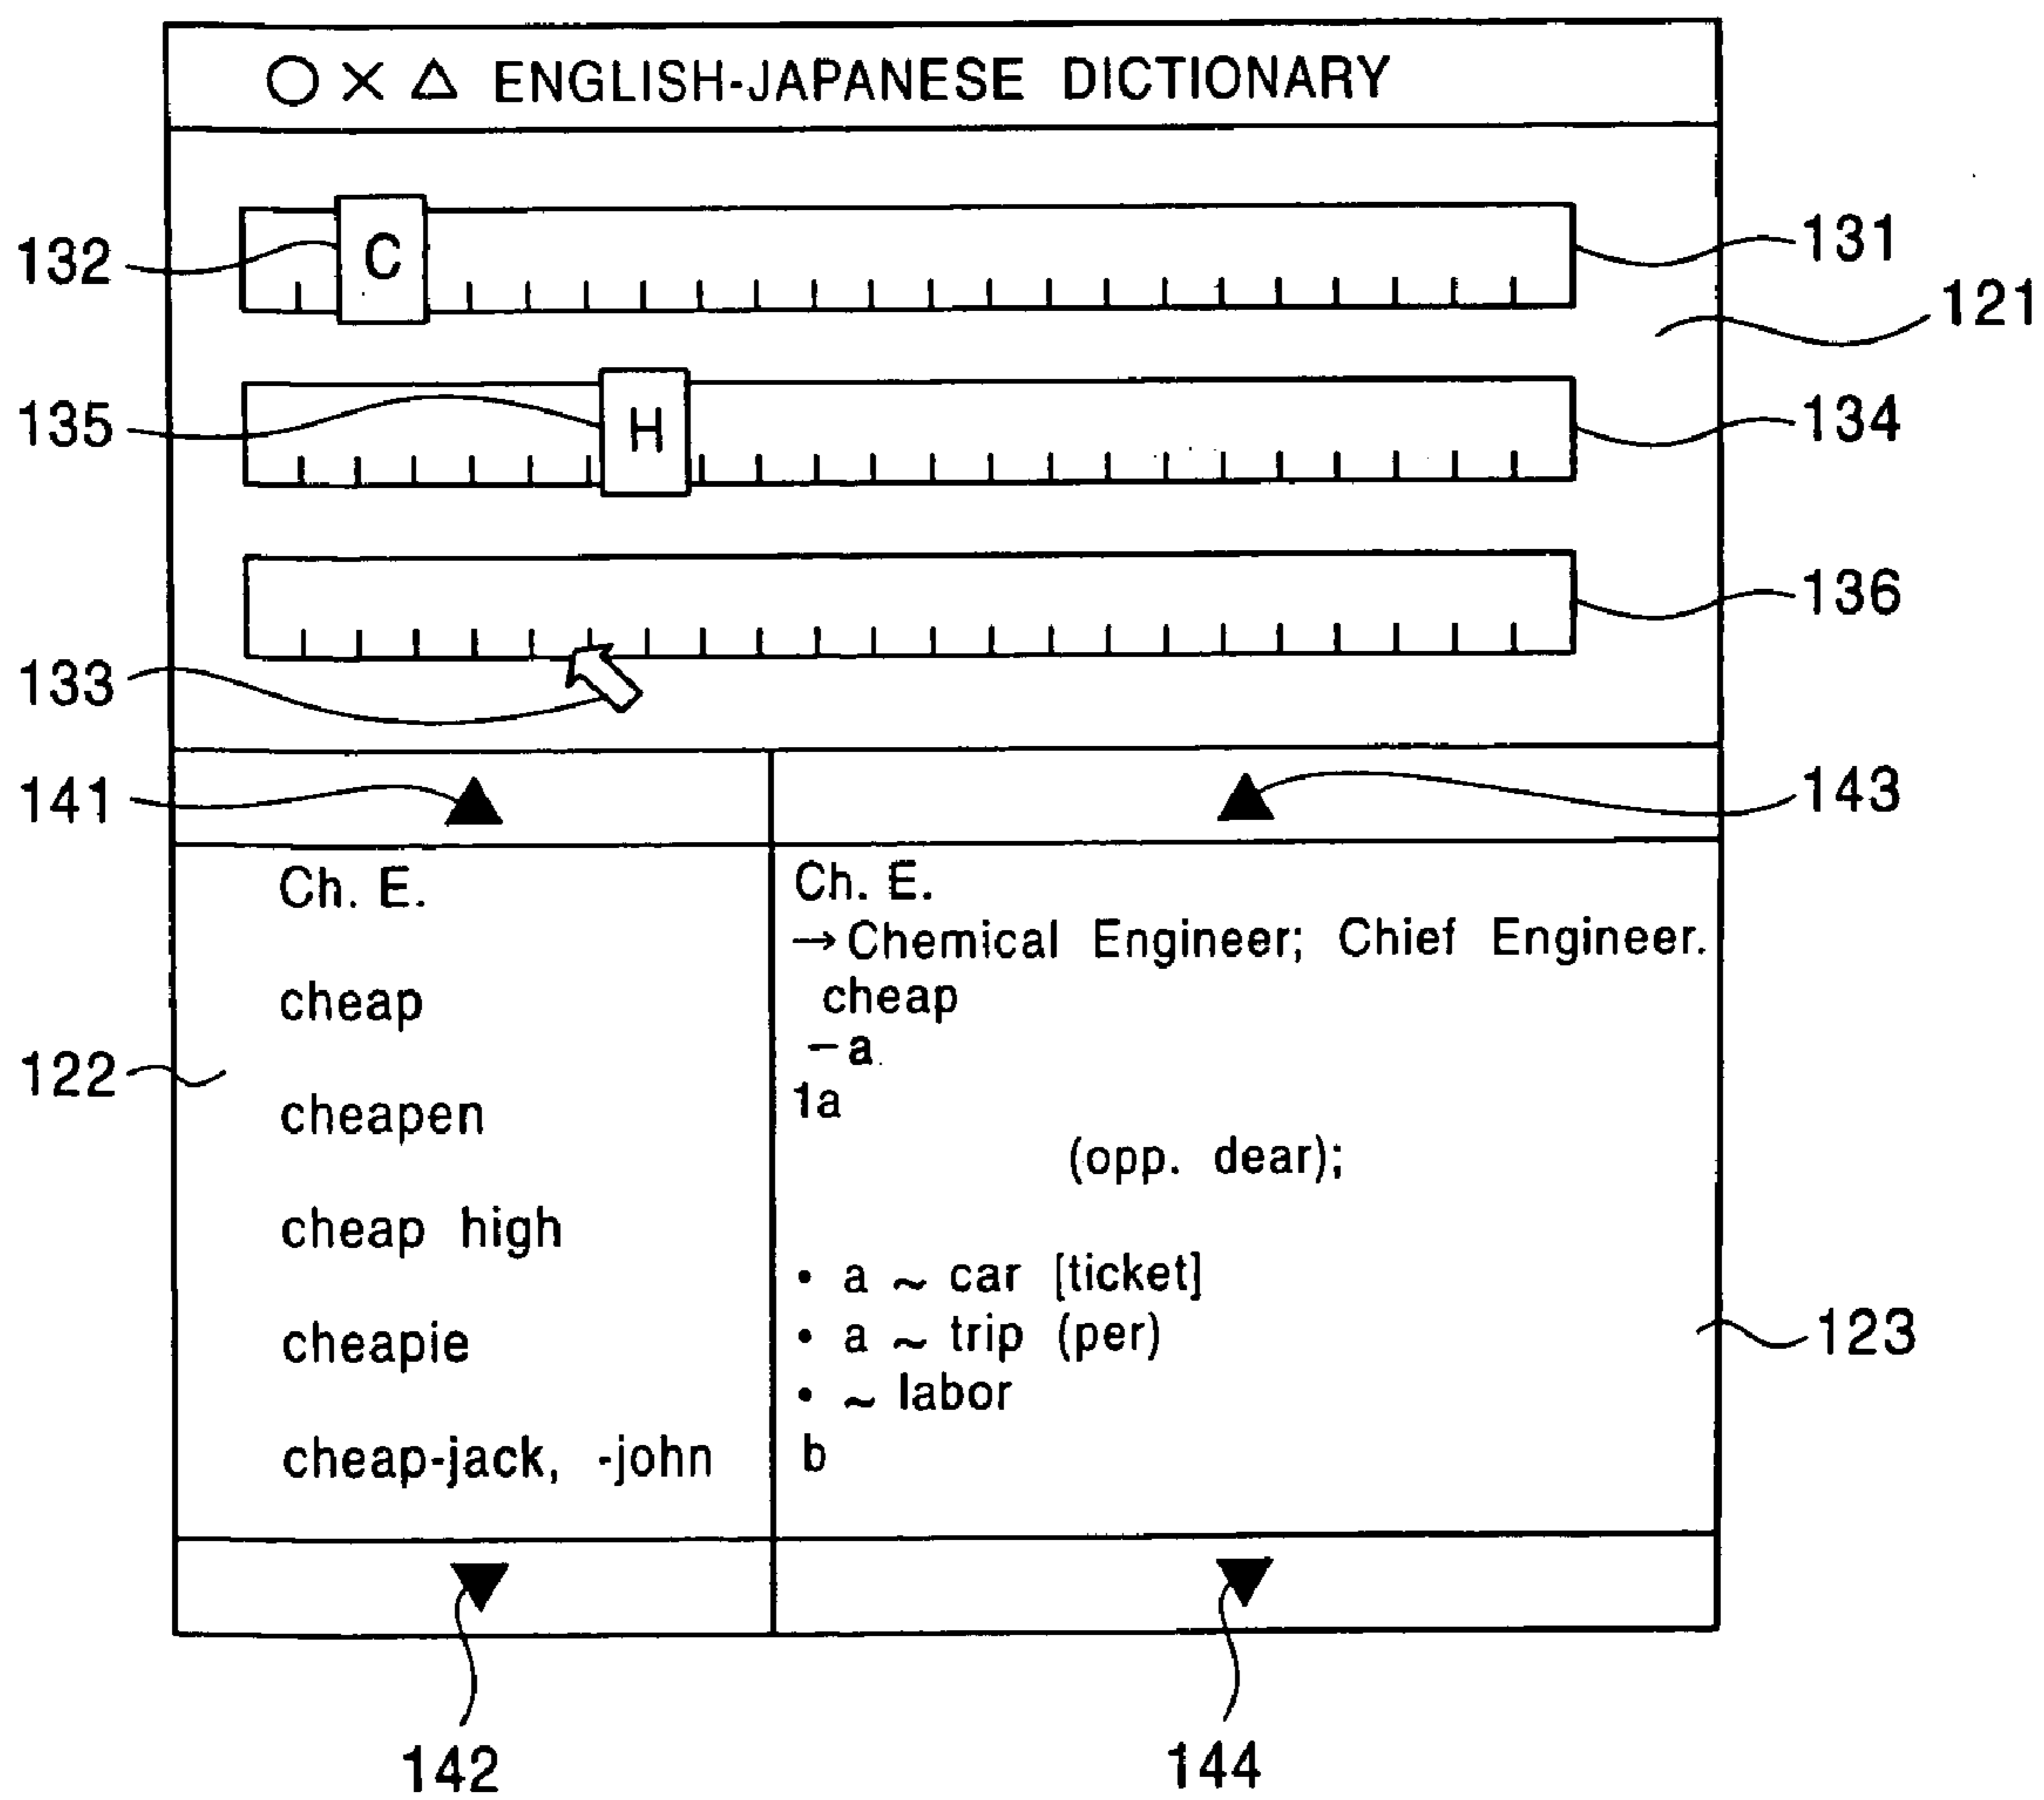 ○×△ ENGLISH-JAPANESE DICTIONARY
132
C
131
121
135
H
134
136
133
141
▲
▲
143
Ch. E.
cheap
cheapen
cheap high
cheapie
cheap-jack, -john
122
Ch. E.
→Chemical Engineer; Chief Engineer.
cheap
−a
1a
(opp. dear);
• a ~ car [ticket]
• a ~ trip (per)
• ~ labor
b
123
▼
▼
142
144